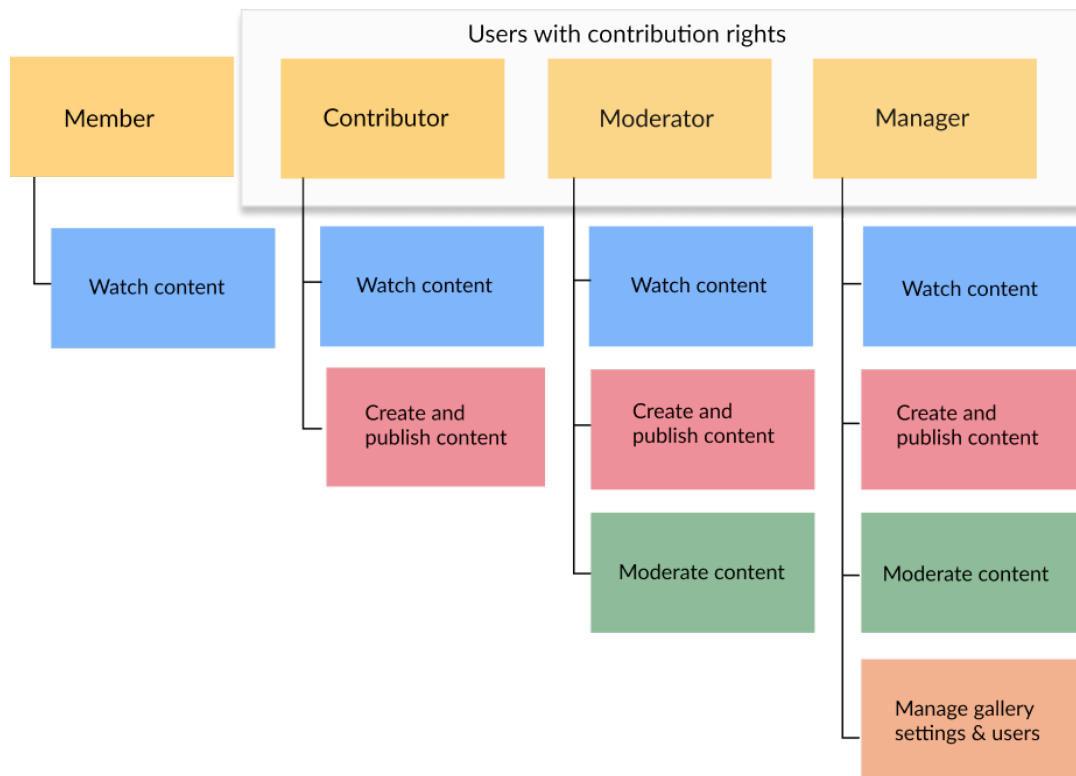 Users with contribution rights
Member
Contributor
Moderator
Manager
Watch content
Watch content
Watch content
Watch content
Create and
publish content
Create and
publish content
Create and
publish content
Moderate content
Moderate content
Manage gallery
settings & users